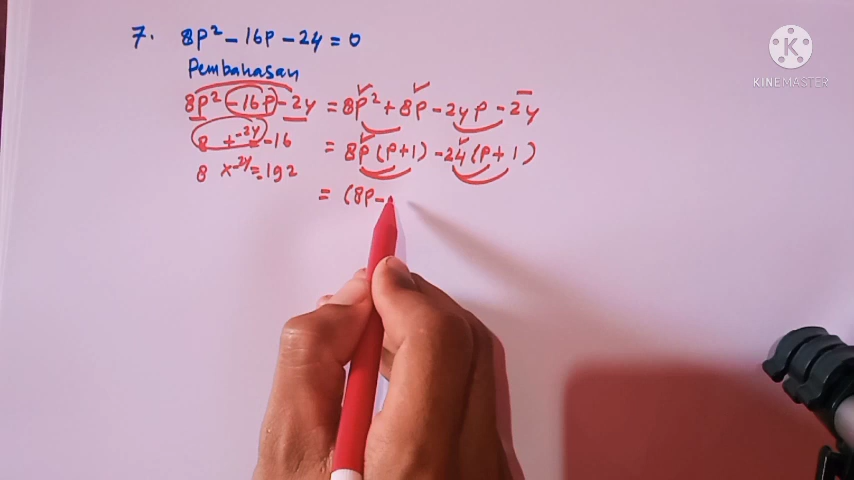 7. 8p² - 16p - 24 = 0
Pembahasan
8p² - 16p - 24 = 8p² + 8p - 24p - 24
8 + -24 = -16 = 8p (p+1) - 24 (p+1)
8 x -24 = -192
= (8p -
K
KINEMASTER